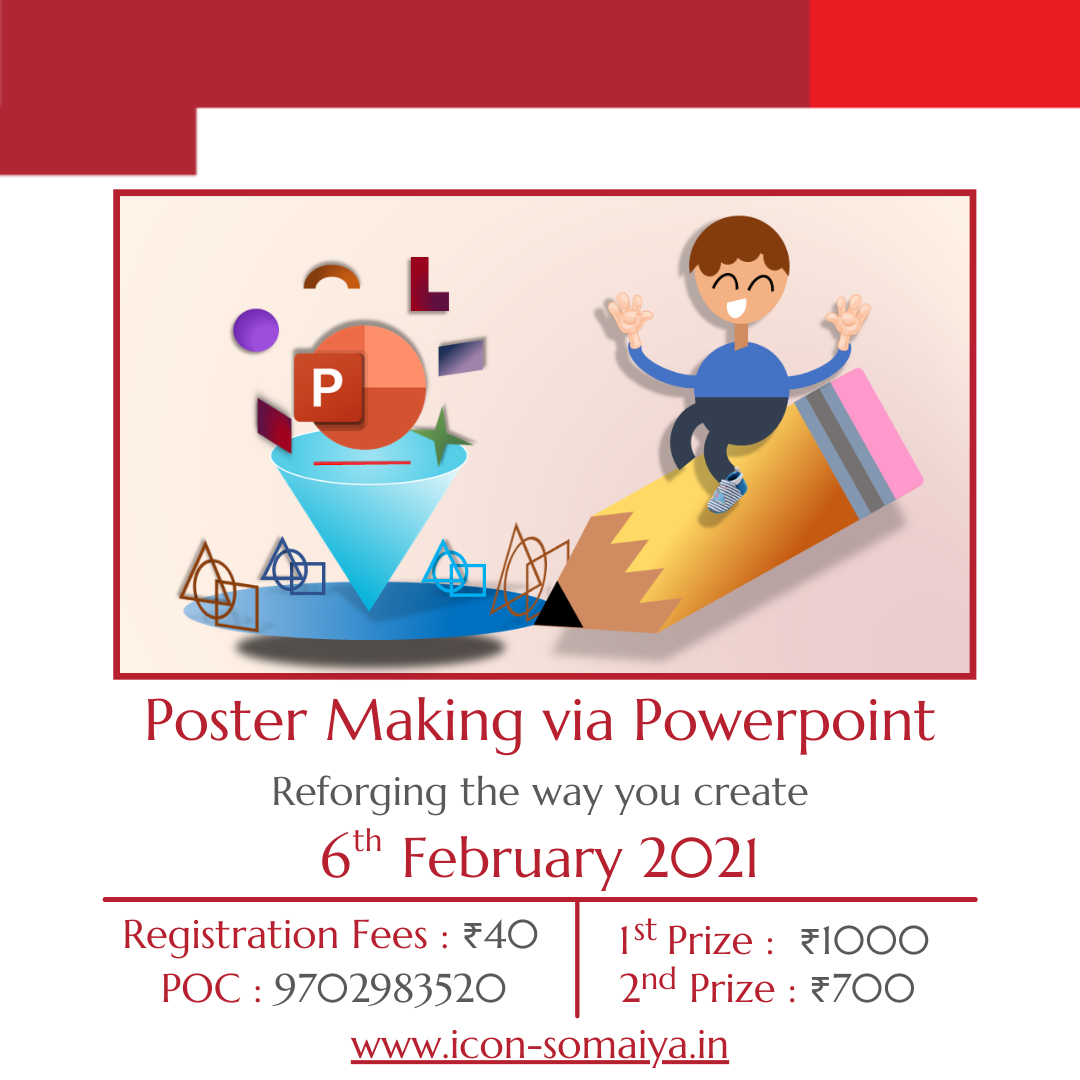 P
Poster Making via Powerpoint
Reforging the way you create
6th February 2021
Registration Fees : ₹40
POC : 9702983520
1st Prize : ₹1000
2nd Prize : ₹700
www.icon-somaiya.in